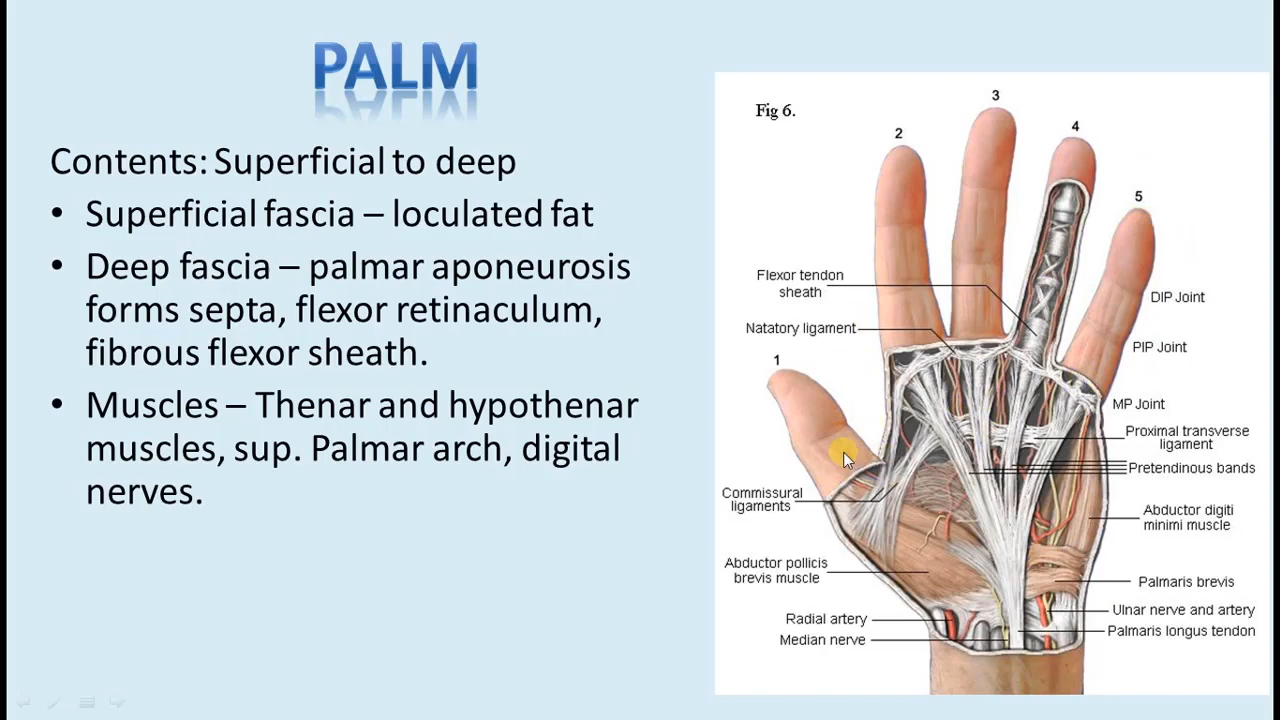 PALM
Contents: Superficial to deep
• Superficial fascia – loculated fat
• Deep fascia – palmar aponeurosis
forms septa, flexor retinaculum,
fibrous flexor sheath.
• Muscles – Thenar and hypothenar
muscles, sup. Palmar arch, digital
nerves.
Fig 6.
1
2
3
4
5
Flexor tendon
sheath
Natatory ligament
Commissural
ligaments
Abductor pollicis
brevis muscle
Radial artery
Median nerve
DIP Joint
PIP Joint
MP Joint
Proximal transverse
ligament
Pretendinous bands
Abductor digiti
minimi muscle
Palmaris brevis
Ulnar nerve and artery
Palmaris longus tendon